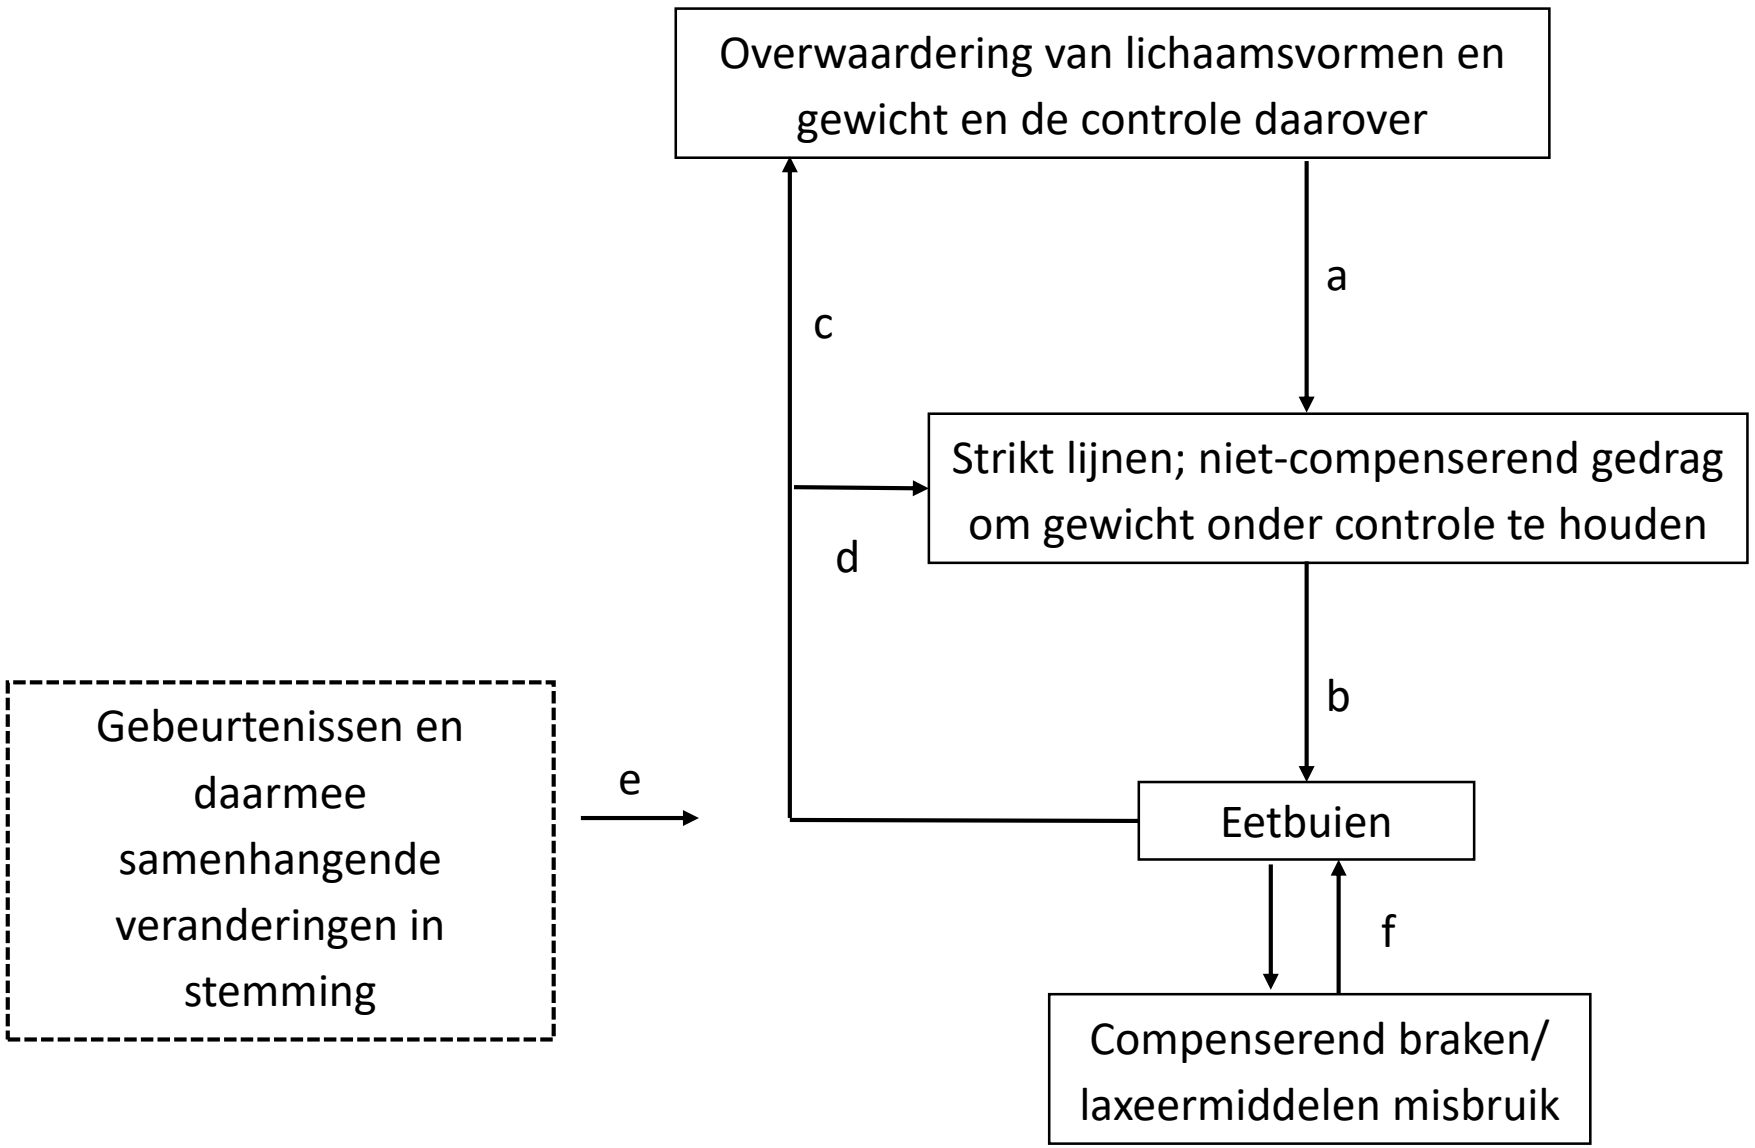 Overwaardering van lichaamsvormen en
gewicht en de controle daarover
a
c
Strikt lijnen; niet-compenserend gedrag
om gewicht onder controle te houden
d
b
Gebeurtenissen en
daarmee
samenhangende
veranderingen in
stemming
e
Eetbuien
f
Compenserend braken/
laxeermiddelen misbruik